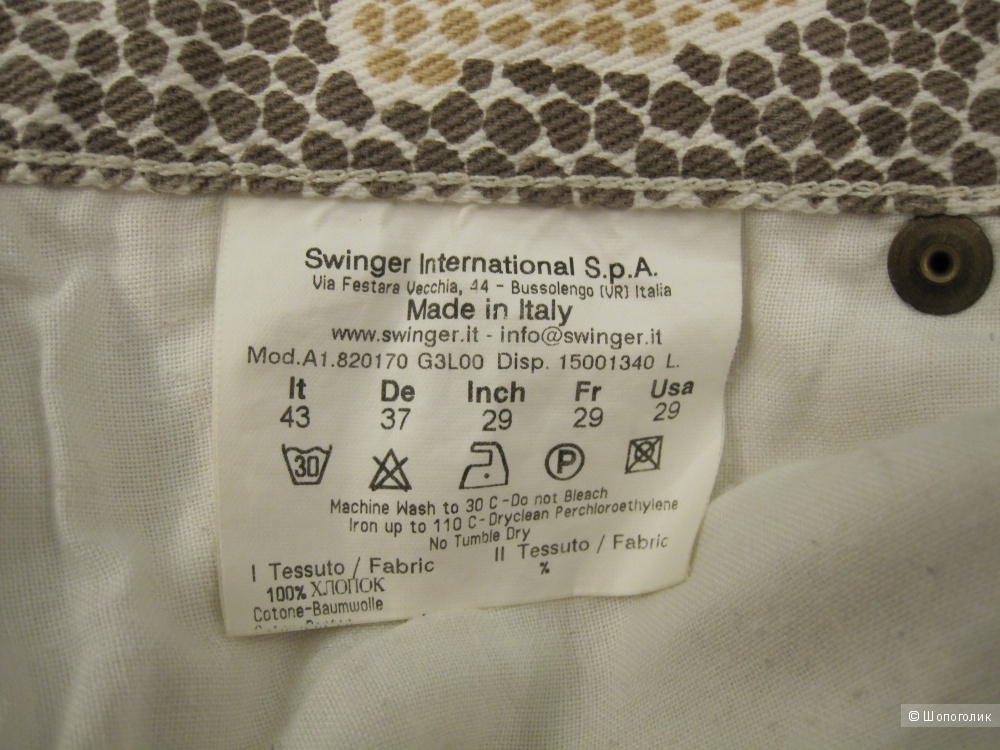 Swinger International S.p.A.
Via Festara Vecchia, 44 - Bussolengo (VR) Italia
Made in Italy
www.swinger.it - info@swinger.it
Mod.A1.820170 G3L00 Disp. 15001340 L.
It De Inch Fr Usa
43 37 29 29 29
30 P
Machine Wash to 30 C-Do not Bleach
Iron up to 110 C-Dryclean Perchloroethylene
No Tumble Dry
I Tessuto / Fabric II Tessuto / Fabric
100% ХЛОПОК %
Cotone-Baumwolle
© Шопоголик